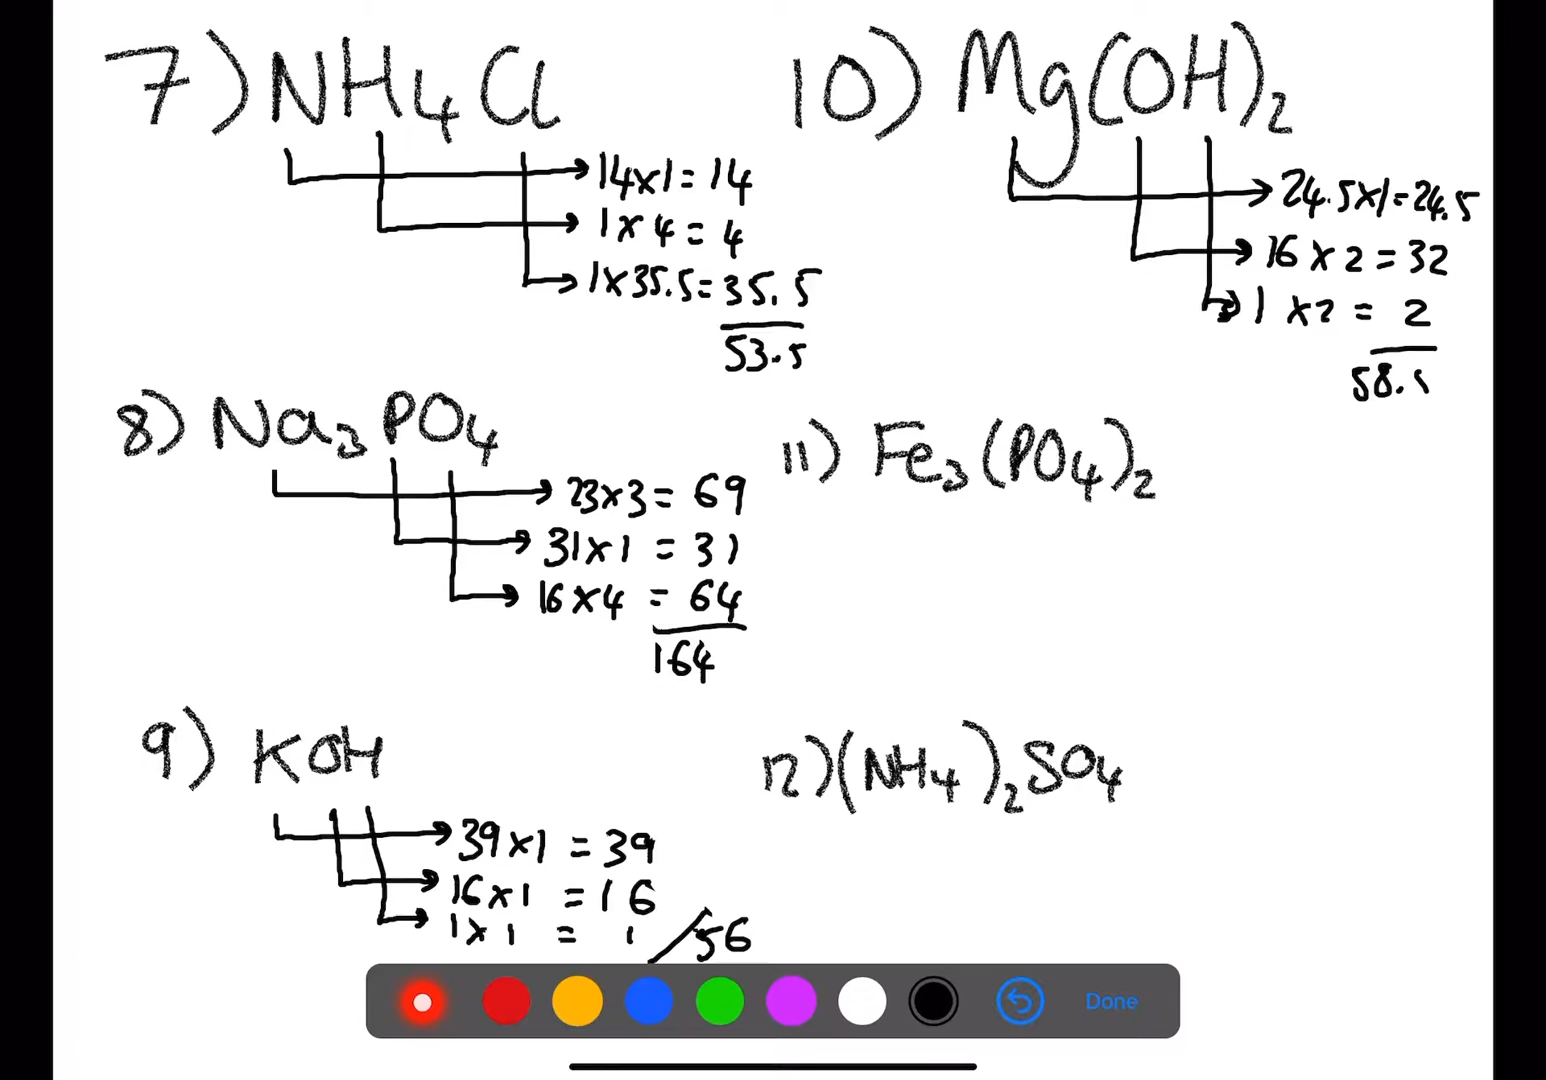 7) NH4Cl
14x1=14
1x4=4
1x35.5=35.5
53.5
8) Na3PO4
23x3=69
31x1=31
16x4=64
164
9) KOH
39x1=39
16x1=16
1x1=1
56
10) Mg(OH)2
24.5x1=24.5
16x2=32
1x2=2
58.5
11) Fe3(PO4)2
12) (NH4)2SO4
Done